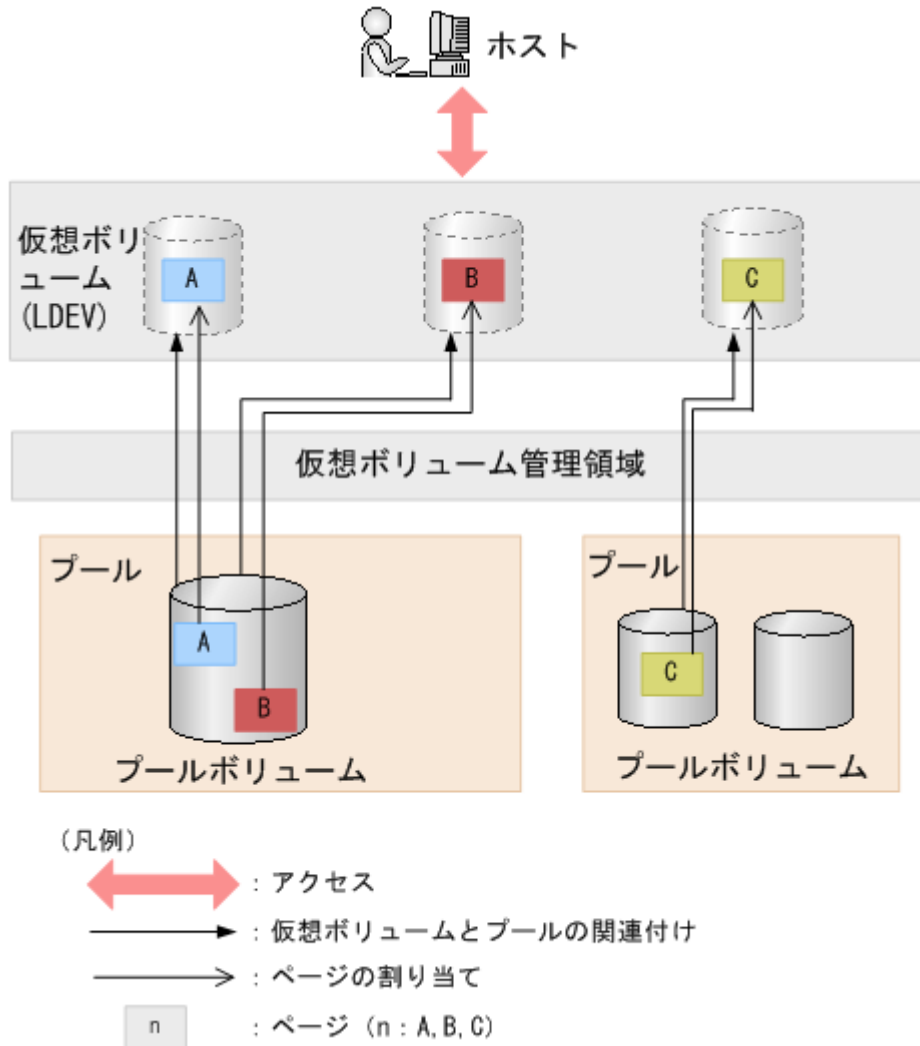 ホスト
仮想ボリ
ューム
(LDEV)
A
B
C
仮想ボリューム管理領域
プール
A
B
プールボリューム
プール
C
プールボリューム
(凡例)
: アクセス
: 仮想ボリュームとプールの関連付け
: ページの割り当て
n : ページ (n : A, B, C)